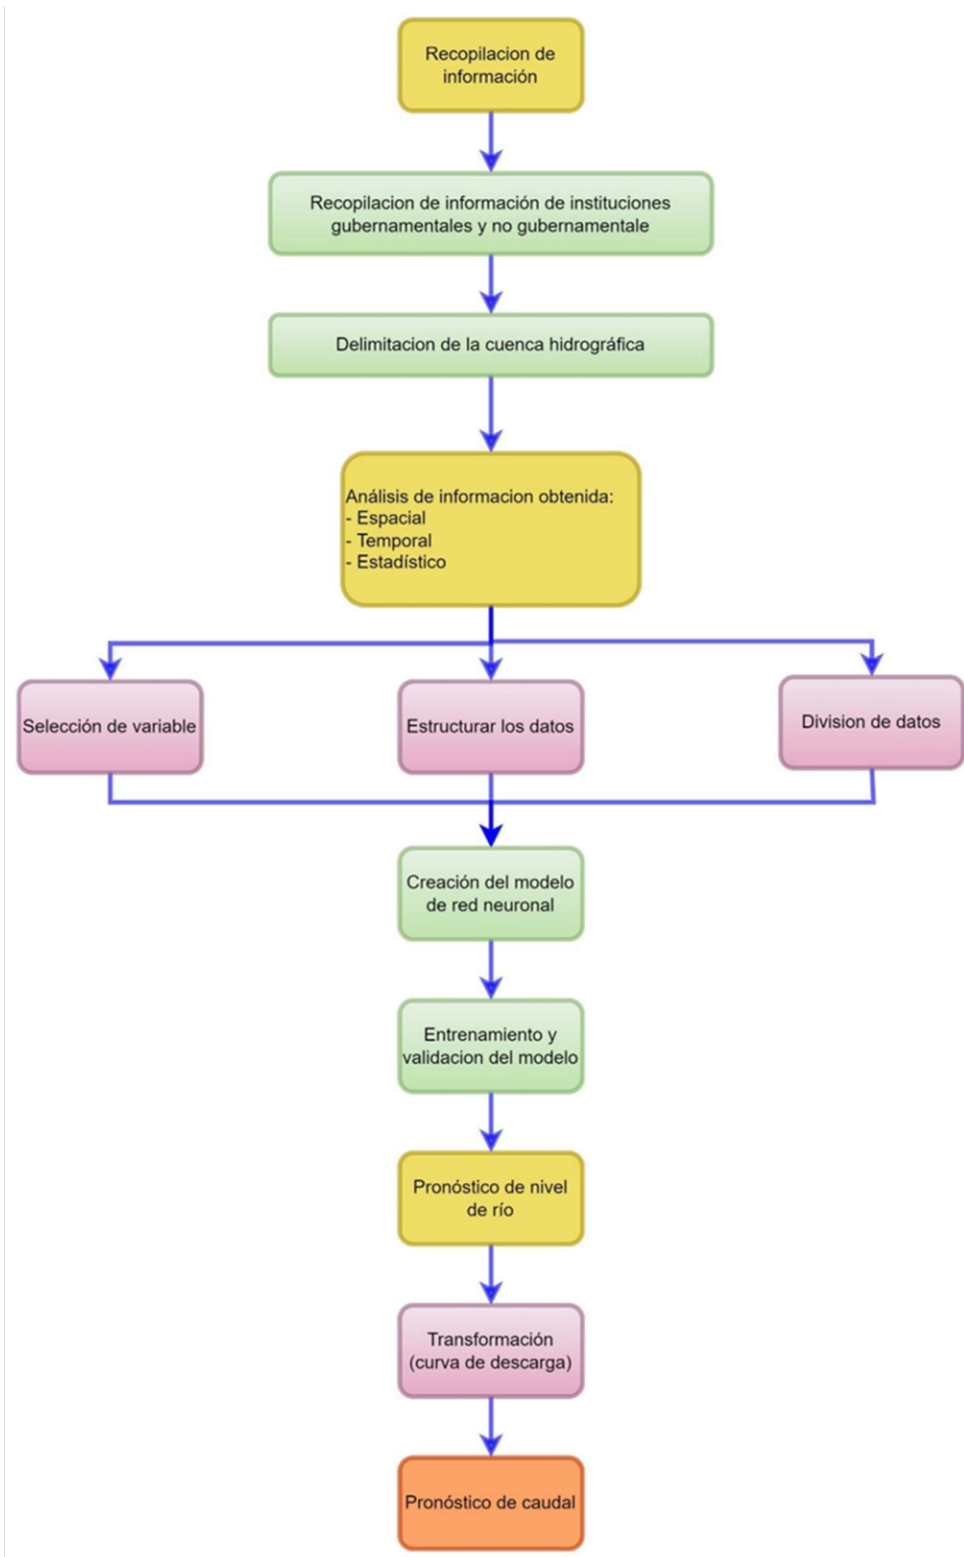 Recopilacion de
información
Recopilacion de información de instituciones
gubernamentales y no gubernamentale
Delimitacion de la cuenca hidrográfica
Análisis de informacion obtenida:
- Espacial
- Temporal
- Estadístico
Selección de variable
Estructurar los datos
Division de datos
Creación del modelo
de red neuronal
Entrenamiento y
validacion del modelo
Pronóstico de nivel
de río
Transformación
(curva de descarga)
Pronóstico de caudal